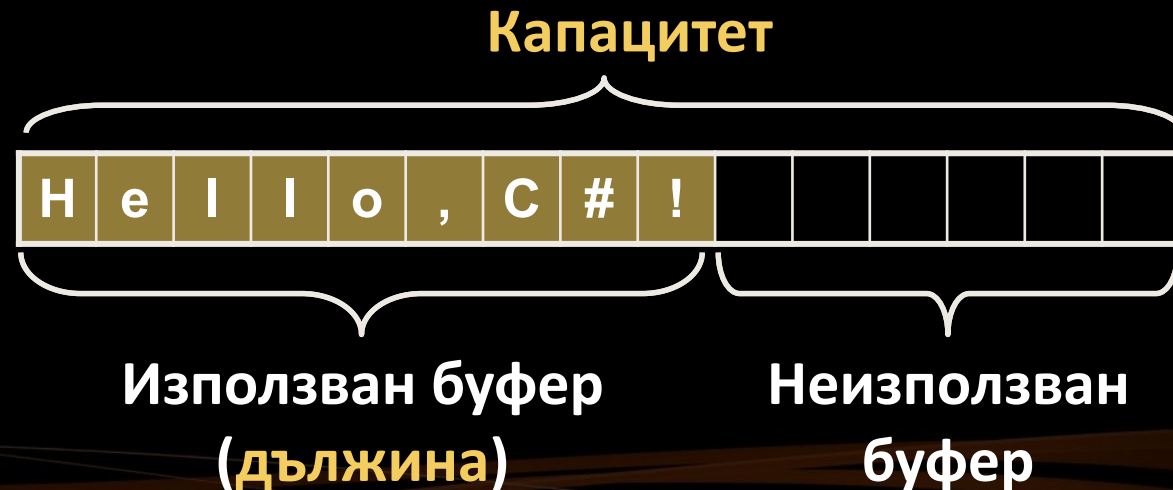 Капацитет
H e l l o , C # !
Използван буфер
(дължина)
Неизползван
буфер